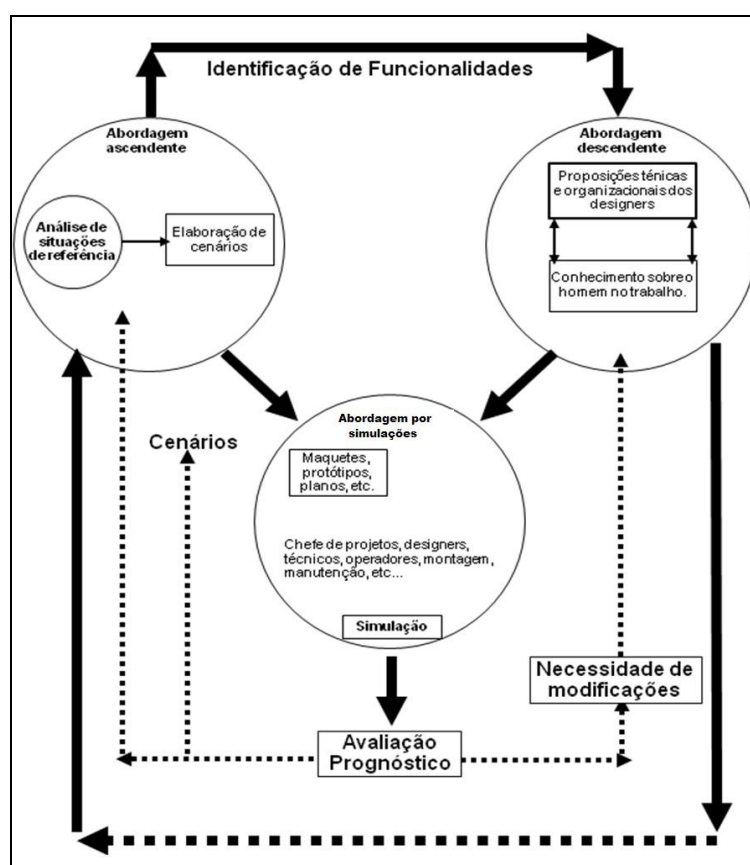 Identificação de Funcionalidades
Abordagem
ascendente
Análise de
situações
de referência
Elaboração de
cenários
Abordagem
descendente
Proposições ténicas
e organizacionais dos
designers
Conhecimento sobre o
homem no trabalho.
Cenários
Abordagem por
simulações
Maquetes,
protótipos,
planos, etc.
Chefe de projetos, designers,
técnicos, operadores, montagem,
manutenção, etc...
Simulação
Necessidade de
modificações
Avaliação
Prognóstico